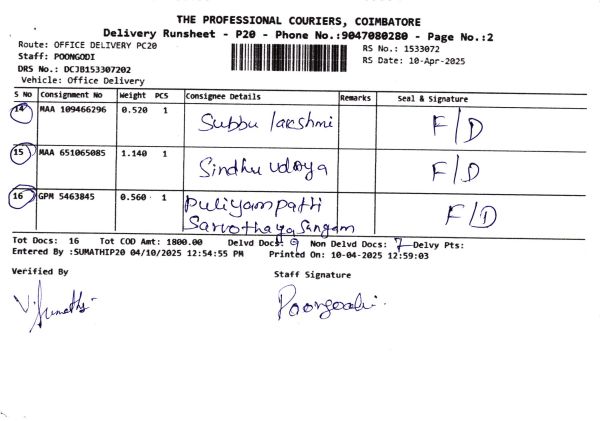 THE PROFESSIONAL COURIERS, COIMBATORE
Delivery Runsheet - P20 - Phone No.:9047080280 - Page No.:2
Route: OFFICE DELIVERY PC20
RS No.: 1533072
Staff: POONGODI
RS Date: 10-Apr-2025
DRS No.: DCJB153307202
Vehicle: Office Delivery
S No Consignment No Weight PCS Consignee Details Remarks Seal & Signature
14 MAA 109466296 0.520 1 Subbu lakshmi F/D
15 MAA 651065085 1.140 1 Sindhu udaya F/D
16 GPM 5463845 0.560 1 Puliyampatti F/D
Sarvothaya Sangam
Tot Docs: 16 Tot COD Amt: 1800.00 Delvd Docs: 9 Non Delvd Docs: 7 Delvy Pts:
Entered By :SUMATHIP20 04/10/2025 12:54:55 PM Printed On: 10-04-2025 12:59:03
Verified By Staff Signature
V. Sumathi Poongodi